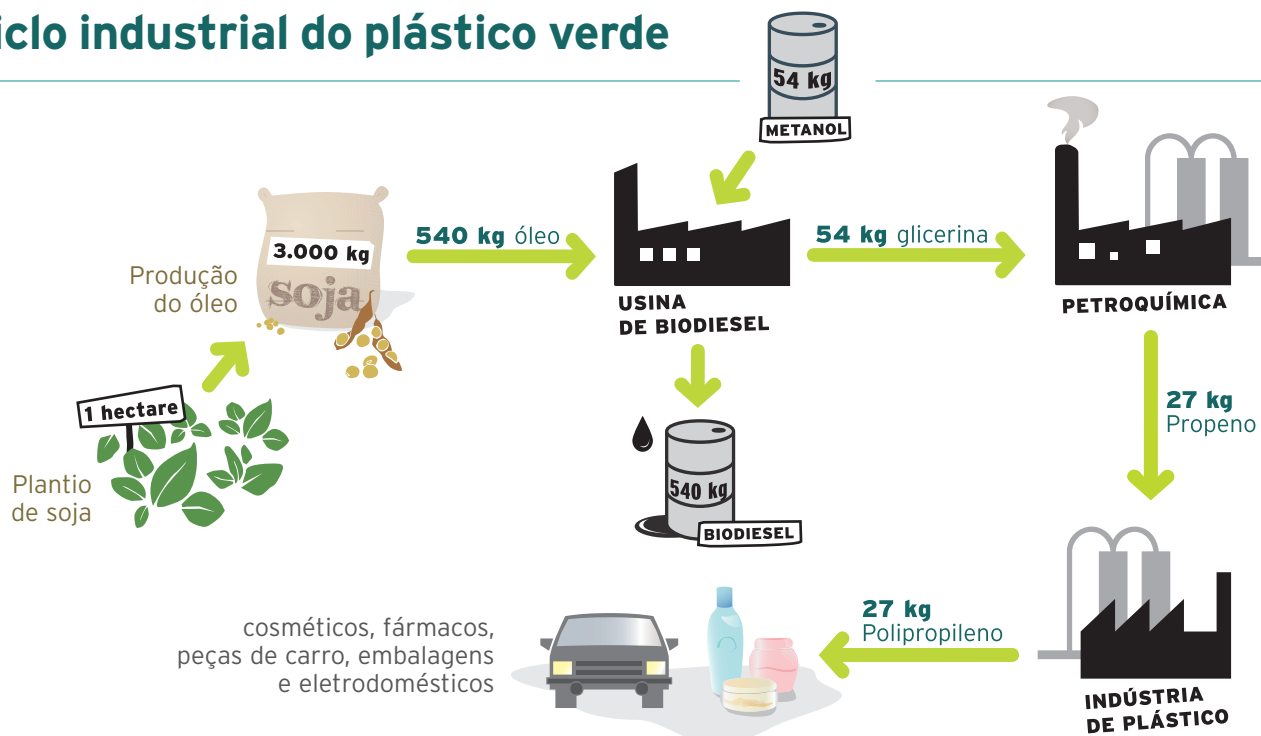 iclo industrial do plástico verde
54 kg
METANOL
3.000 kg
soja
540 kg óleo
54 kg glicerina
Produção
do óleo
USINA
DE BIODIESEL
PETROQUÍMICA
1 hectare
27 kg
Propeno
Plantio
de soja
540 kg
BIODIESEL
27 kg
Polipropileno
cosméticos, fármacos,
peças de carro, embalagens
e eletrodomésticos
INDÚSTRIA
DE PLÁSTICO